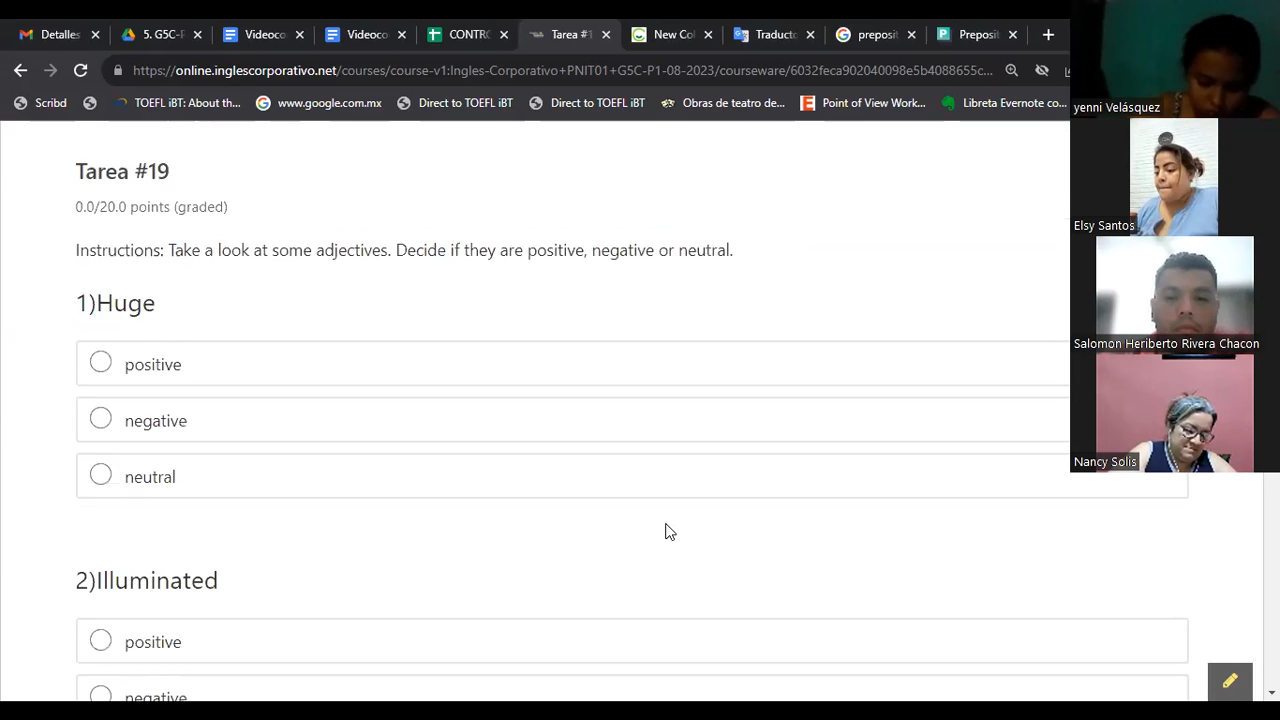 Detalles
5. G5C-F
Videoco
Videoco
CONTRO
Tarea #1
New Col
Traducto
preposit
Preposit
https://online.inglescorporativo.net/courses/course-v1:Ingles-Corporativo+PNIT01+G5C-P1-08-2023/courseware/6032feca902040098e5b4088655c...
Scribd
TOEFL iBT: About th...
www.google.com.mx
Direct to TOEFL iBT
Direct to TOEFL iBT
Obras de teatro de...
Point of View Work...
Libreta Evernote co...
yenni Velásquez
Elsy Santos
Salomon Heriberto Rivera Chacon
Nancy Solis
Tarea #19
0.0/20.0 points (graded)
Instructions: Take a look at some adjectives. Decide if they are positive, negative or neutral.
1)Huge
positive
negative
neutral
2)Illuminated
positive
negative